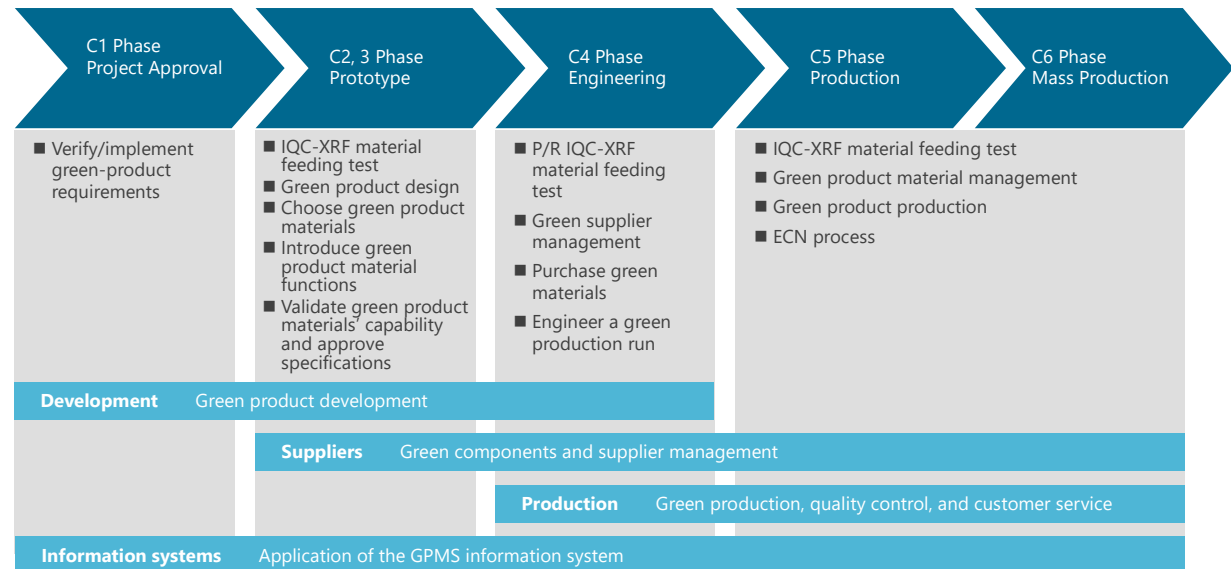 C1 Phase
Project Approval
C2, 3 Phase
Prototype
C4 Phase
Engineering
C5 Phase
Production
C6 Phase
Mass Production
■ Verify/implement
green-product
requirements
■ IQC-XRF material
feeding test
■ Green product design
■ Choose green product
materials
■ Introduce green
product material
functions
■ Validate green product
materials' capability
and approve
specifications
■ P/R IQC-XRF
material feeding
test
■ Green supplier
management
■ Purchase green
materials
■ Engineer a green
production run
■ IQC-XRF material feeding test
■ Green product material management
■ Green product production
■ ECN process
Development Green product development
Suppliers Green components and supplier management
Production Green production, quality control, and customer service
Information systems Application of the GPMS information system